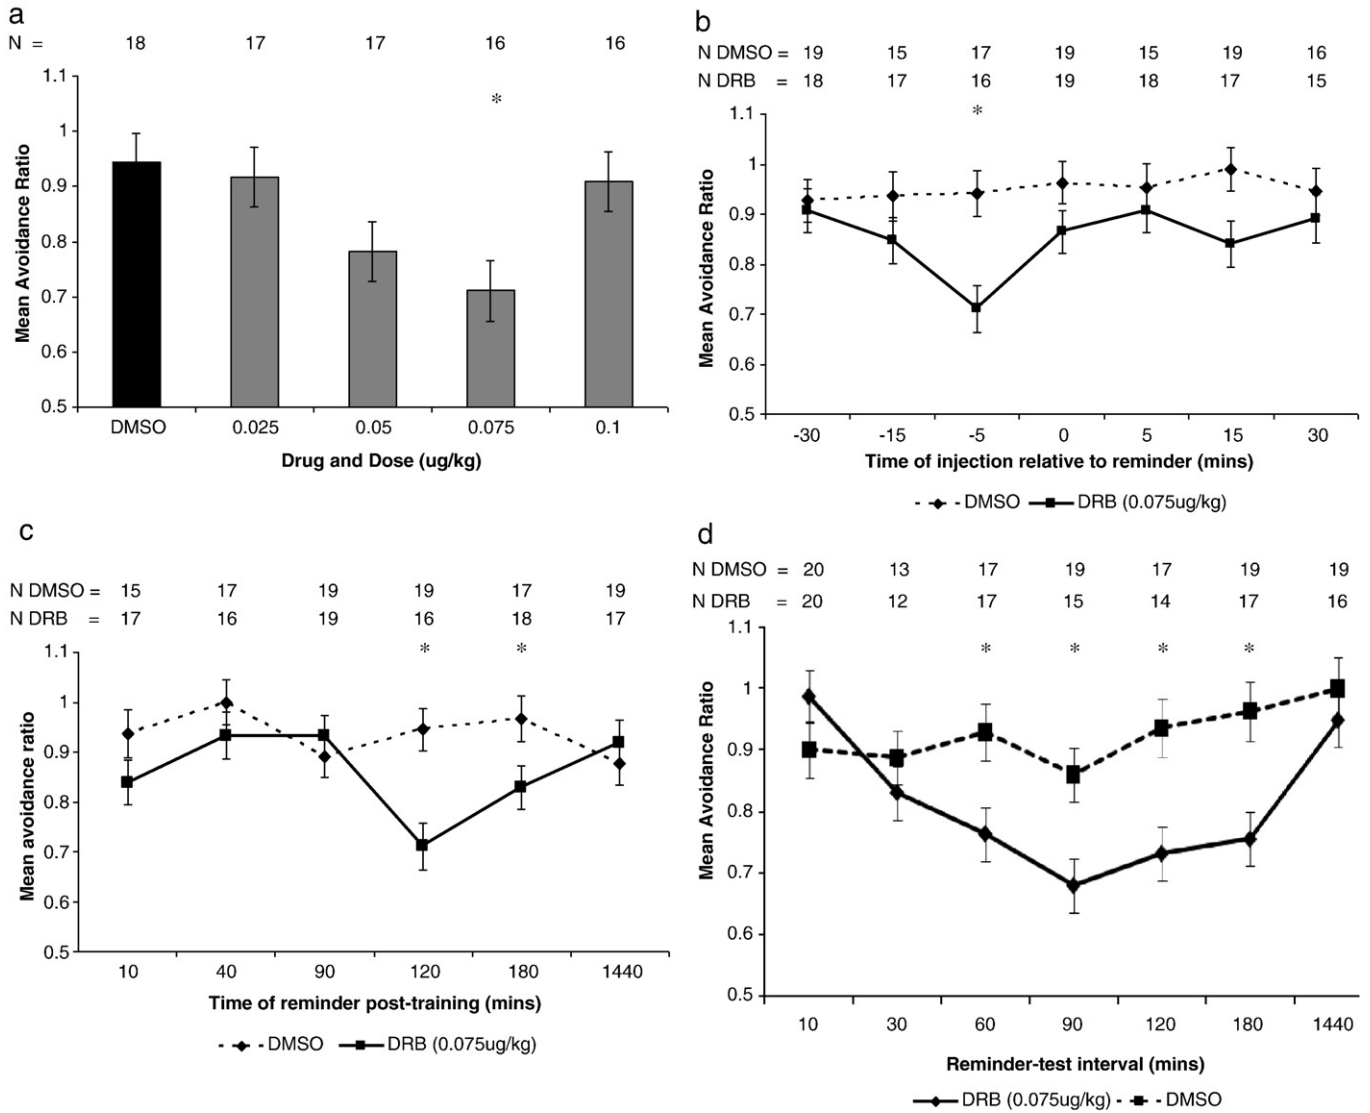 a
N = 18 17 17 16 16
1.1
*
1
0.9
0.8
0.7
0.6
0.5
Mean Avoidance Ratio
DMSO 0.025 0.05 0.075 0.1
Drug and Dose (ug/kg)
b
N DMSO = 19 15 17 19 15 19 16
N DRB = 18 17 16 19 18 17 15
*
1.1
1
0.9
0.8
0.7
0.6
0.5
Mean Avoidance Ratio
-30 -15 -5 0 5 15 30
Time of injection relative to reminder (mins)
DMSO DRB (0.075ug/kg)
c
N DMSO = 15 17 19 19 17 19
N DRB = 17 16 19 16 18 17
* *
1.1
1
0.9
0.8
0.7
0.6
0.5
Mean avoidance ratio
10 40 90 120 180 1440
Time of reminder post-training (mins)
DMSO DRB (0.075ug/kg)
d
N DMSO = 20 13 17 19 17 19 19
N DRB = 20 12 17 15 14 17 16
1.1
* * * *
1
0.9
0.8
0.7
0.6
0.5
Mean Avoidance Ratio
10 30 60 90 120 180 1440
Reminder-test interval (mins)
DRB (0.075ug/kg) DMSO